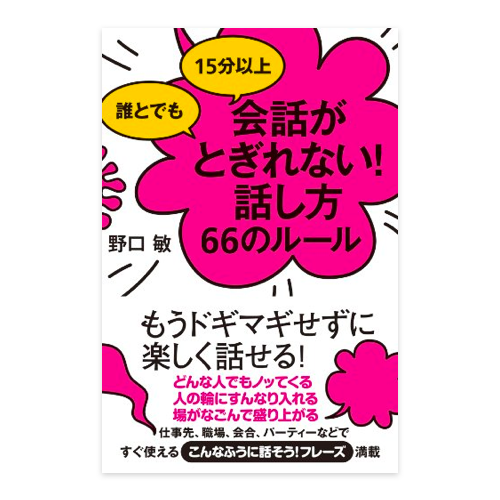 誰とでも
15分以上
会話が
とぎれない!
話し方
66のルール
野口 敏
もうドギマギせずに
楽しく話せる!
どんな人でもノッてくる
人の輪にすんなり入れる
場がなごんで盛り上がる
仕事先、職場、会合、パーティーなどで
すぐ使える こんなふうに話そう!フレーズ 満載